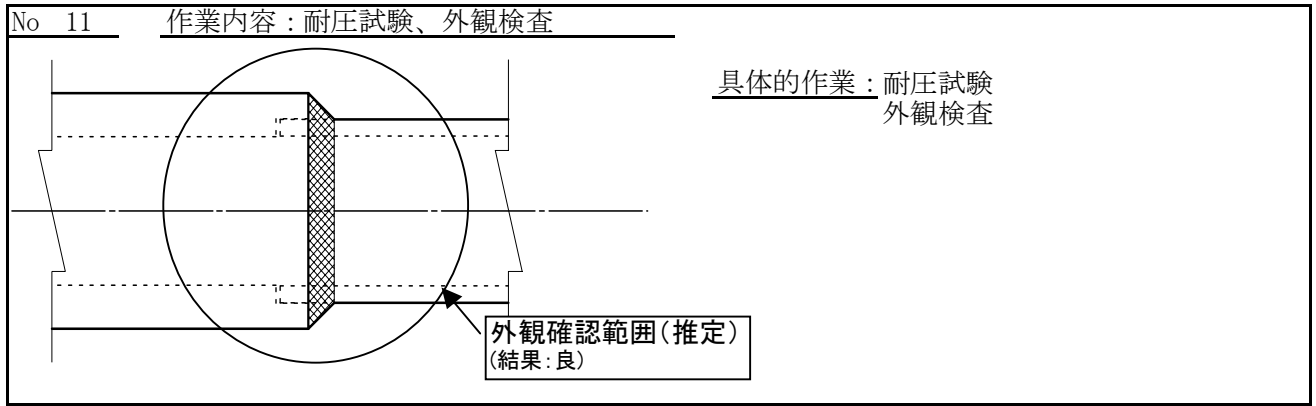 No 11 作業内容：耐圧試験、外観検査
具体的作業：耐圧試験
外観検査
外観確認範囲（推定）
（結果：良）